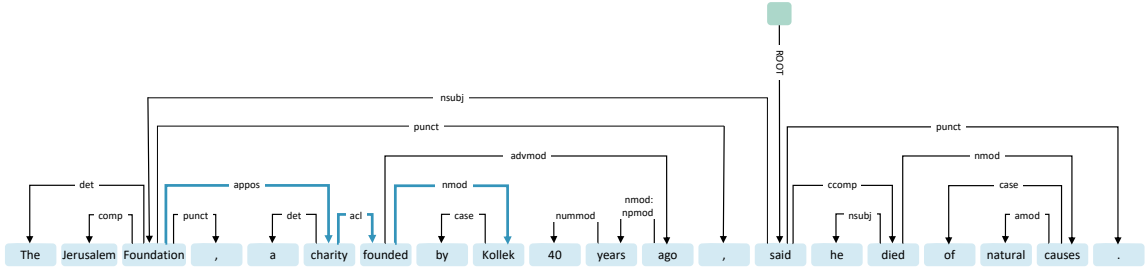 ROOT
nsubj
punct punct
advmod
det appos nmod nmod: npmod ccomp nmod case
comp punct det acl case nummod nsubj amod
The Jerusalem Foundation , a charity founded by Kollek 40 years ago , said he died of natural causes .